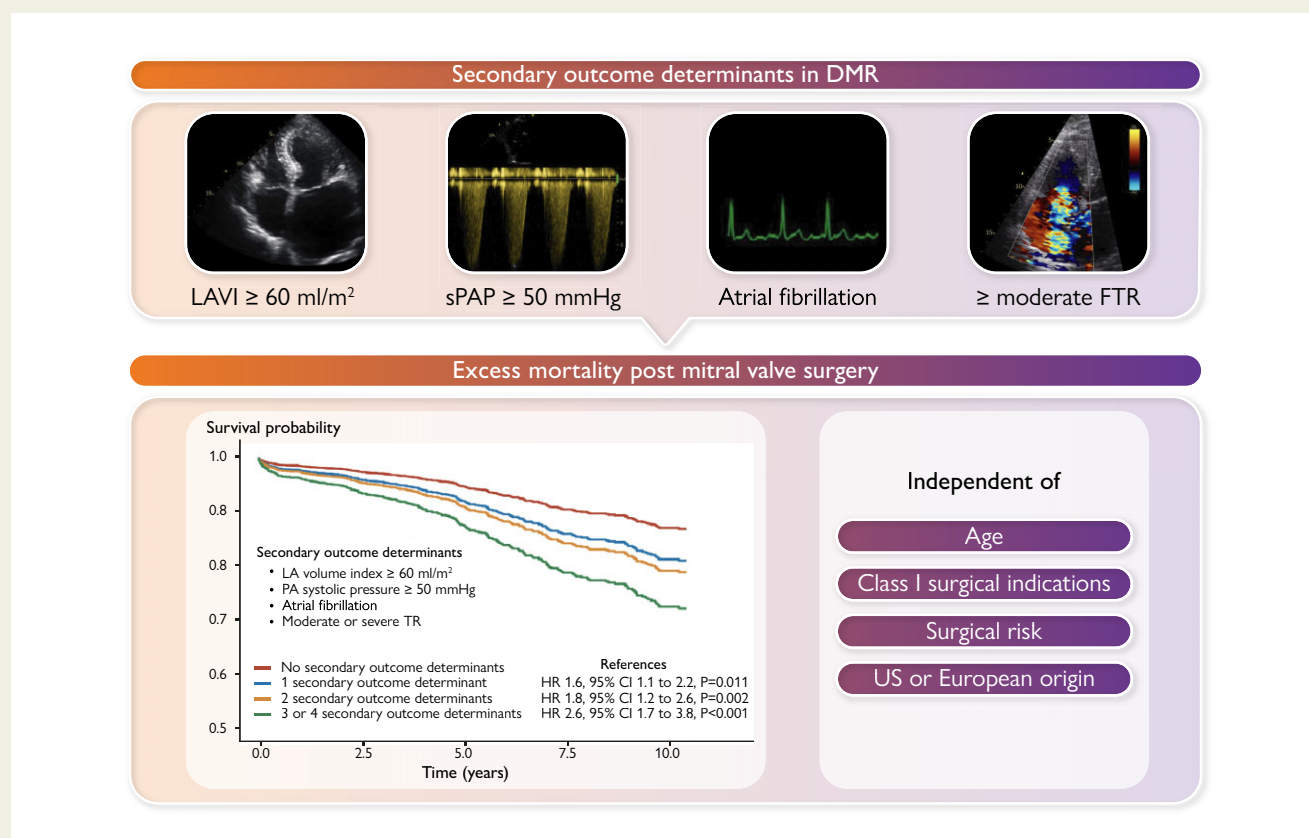 Secondary outcome determinants in DMR
LAVI ≥ 60 ml/m²
sPAP ≥ 50 mmHg
Atrial fibrillation
≥ moderate FTR
Excess mortality post mitral valve surgery
Survival probability
1.0
0.8
0.8
0.7
0.6
0.5
Secondary outcome determinants
• LA volume index ≥ 60 ml/m²
• PA systolic pressure ≥ 50 mmHg
• Atrial fibrillation
• Moderate or severe TR
References
No secondary outcome determinants
1 secondary outcome determinant HR 1.6, 95% CI 1.1 to 2.2, P=0.011
2 secondary outcome determinants HR 1.8, 95% CI 1.2 to 2.6, P=0.002
3 or 4 secondary outcome determinants HR 2.6, 95% CI 1.7 to 3.8, P<0.001
0.0 2.5 5.0 7.5 10.0
Time (years)
Independent of
Age
Class I surgical indications
Surgical risk
US or European origin